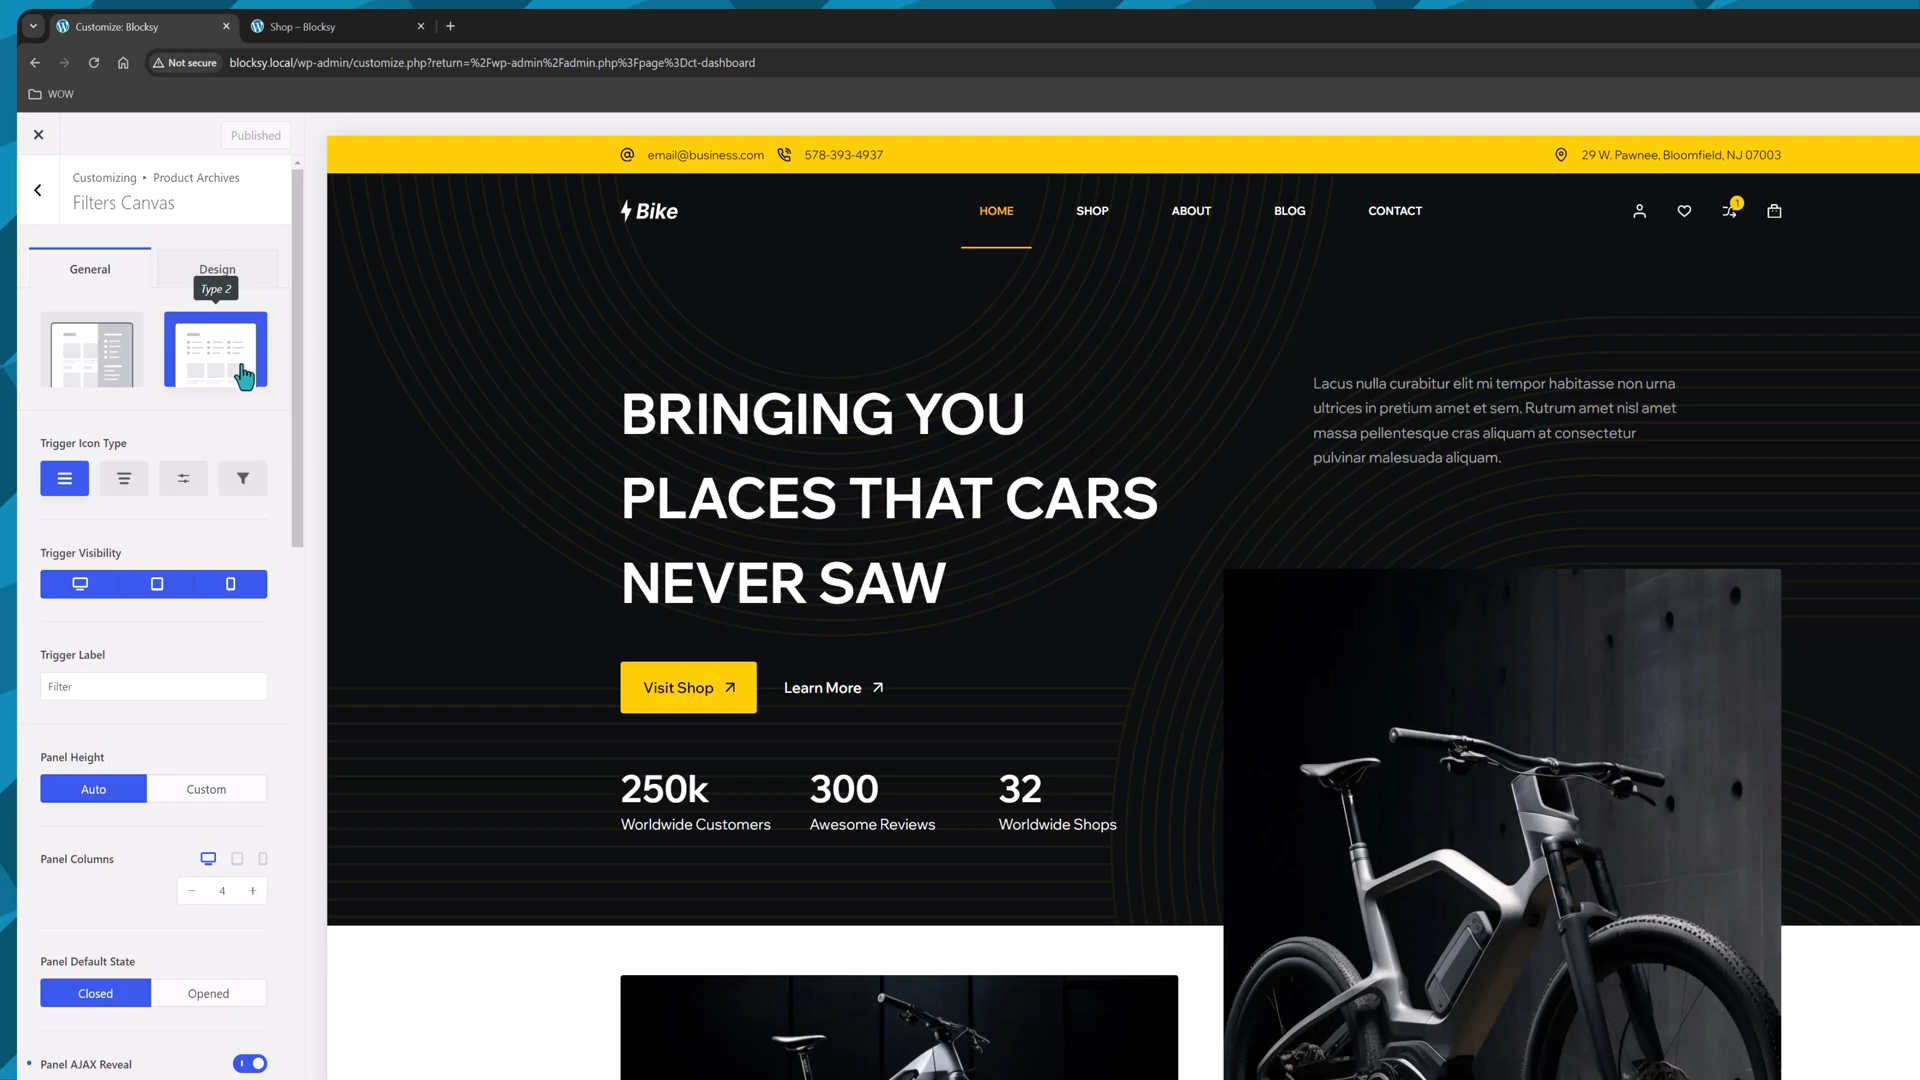 Customize: Blocksy
Shop – Blocksy
Not secure
blocksy.local/wp-admin/customize.php?return=%2Fwp-admin%2Fadmin.php%3Fpage%3Dct-dashboard
WOW
Published
Customizing • Product Archives
Filters Canvas
General
Design
Type 2
Trigger Icon Type
Trigger Visibility
Trigger Label
Filter
Panel Height
Auto
Custom
Panel Columns
4
Panel Default State
Closed
Opened
Panel AJAX Reveal
email@business.com
578-393-4937
29 W. Pawnee, Bloomfield, NJ 07003
Bike
HOME
SHOP
ABOUT
BLOG
CONTACT
1
BRINGING YOU
PLACES THAT CARS
NEVER SAW
Lacus nulla curabitur elit mi tempor habitasse non urna
ultrices in pretium amet et sem. Rutrum amet nisl amet
massa pellentesque cras aliquam at consectetur
pulvinar malesuada aliquam.
Visit Shop
Learn More
250k
Worldwide Customers
300
Awesome Reviews
32
Worldwide Shops